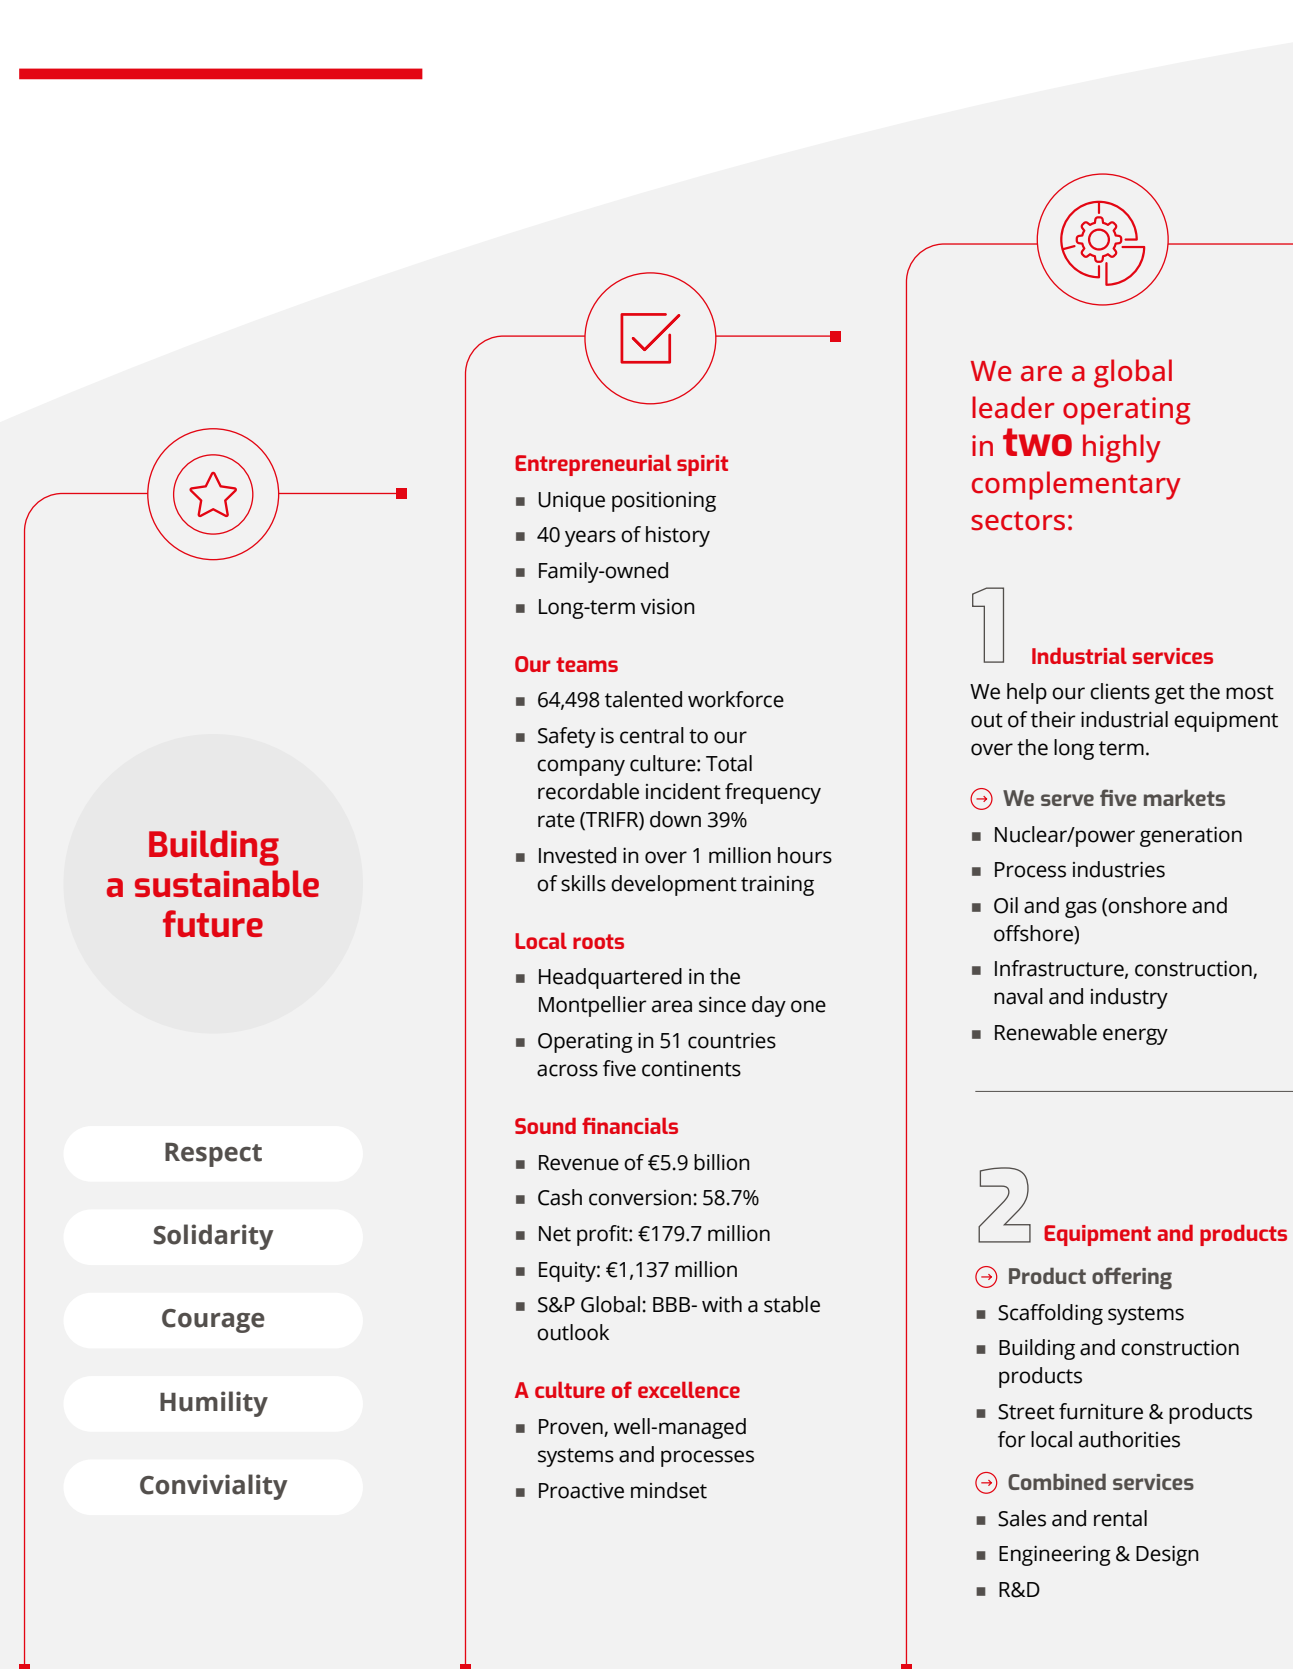 Building
a sustainable
future
Respect
Solidarity
Courage
Humility
Conviviality
Entrepreneurial spirit
■ Unique positioning
■ 40 years of history
■ Family-owned
■ Long-term vision
Our teams
■ 64,498 talented workforce
■ Safety is central to our
company culture: Total
recordable incident frequency
rate (TRIFR) down 39%
■ Invested in over 1 million hours
of skills development training
Local roots
■ Headquartered in the
Montpellier area since day one
■ Operating in 51 countries
across five continents
Sound financials
■ Revenue of €5.9 billion
■ Cash conversion: 58.7%
■ Net profit: €179.7 million
■ Equity: €1,137 million
■ S&P Global: BBB- with a stable
outlook
A culture of excellence
■ Proven, well-managed
systems and processes
■ Proactive mindset
We are a global
leader operating
in two highly
complementary
sectors:
1 Industrial services
We help our clients get the most
out of their industrial equipment
over the long term.
We serve five markets
■ Nuclear/power generation
■ Process industries
■ Oil and gas (onshore and
offshore)
■ Infrastructure, construction,
naval and industry
■ Renewable energy
2 Equipment and products
Product offering
■ Scaffolding systems
■ Building and construction
products
■ Street furniture & products
for local authorities
Combined services
■ Sales and rental
■ Engineering & Design
■ R&D